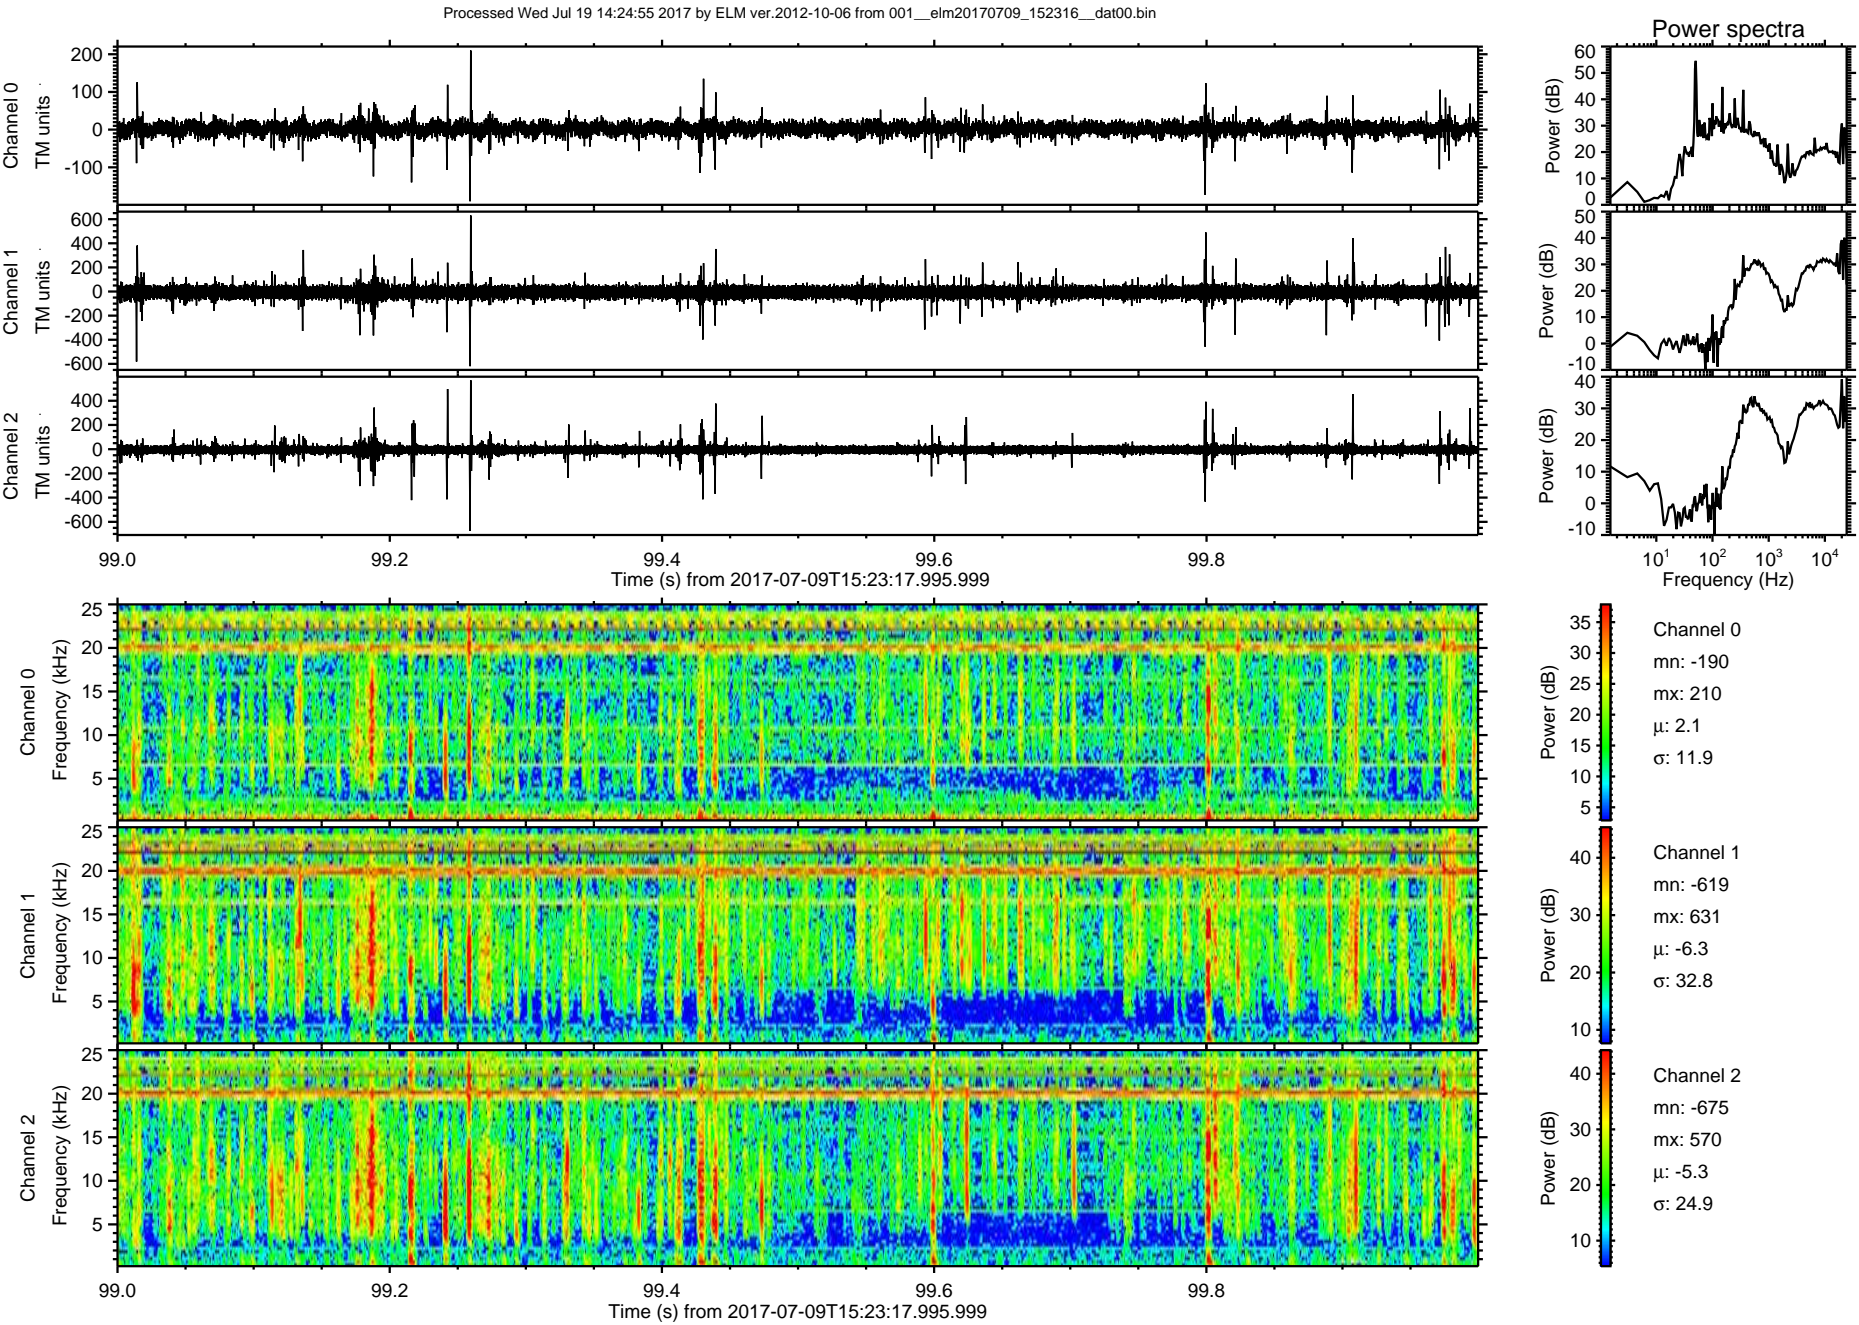 Processed Wed Jul 19 14:24:55 2017 by ELM ver.2012-10-06 from 001__elm20170709_152316__dat00.bin
Power spectra
Channel 0
TM units
200
100
0
-100
Power (dB)
60
50
40
30
20
10
0
Channel 1
TM units
600
400
200
0
-200
-400
-600
Power (dB)
50
40
30
20
10
0
-10
Channel 2
TM units
400
200
0
-200
-400
-600
Power (dB)
40
30
20
10
0
-10
99.0 99.2 99.4 99.6 99.8
Time (s) from 2017-07-09T15:23:17.995.999
10¹ 10² 10³ 10⁴
Frequency (Hz)
Channel 0
Frequency (kHz)
25
20
15
10
5
Power (dB)
35
30
25
20
15
10
5
Channel 0
mn: -190
mx: 210
μ: 2.1
σ: 11.9
Channel 1
Frequency (kHz)
25
20
15
10
5
Power (dB)
40
30
20
10
Channel 1
mn: -619
mx: 631
μ: -6.3
σ: 32.8
Channel 2
Frequency (kHz)
25
20
15
10
5
Power (dB)
40
30
20
10
Channel 2
mn: -675
mx: 570
μ: -5.3
σ: 24.9
99.0 99.2 99.4 99.6 99.8
Time (s) from 2017-07-09T15:23:17.995.999